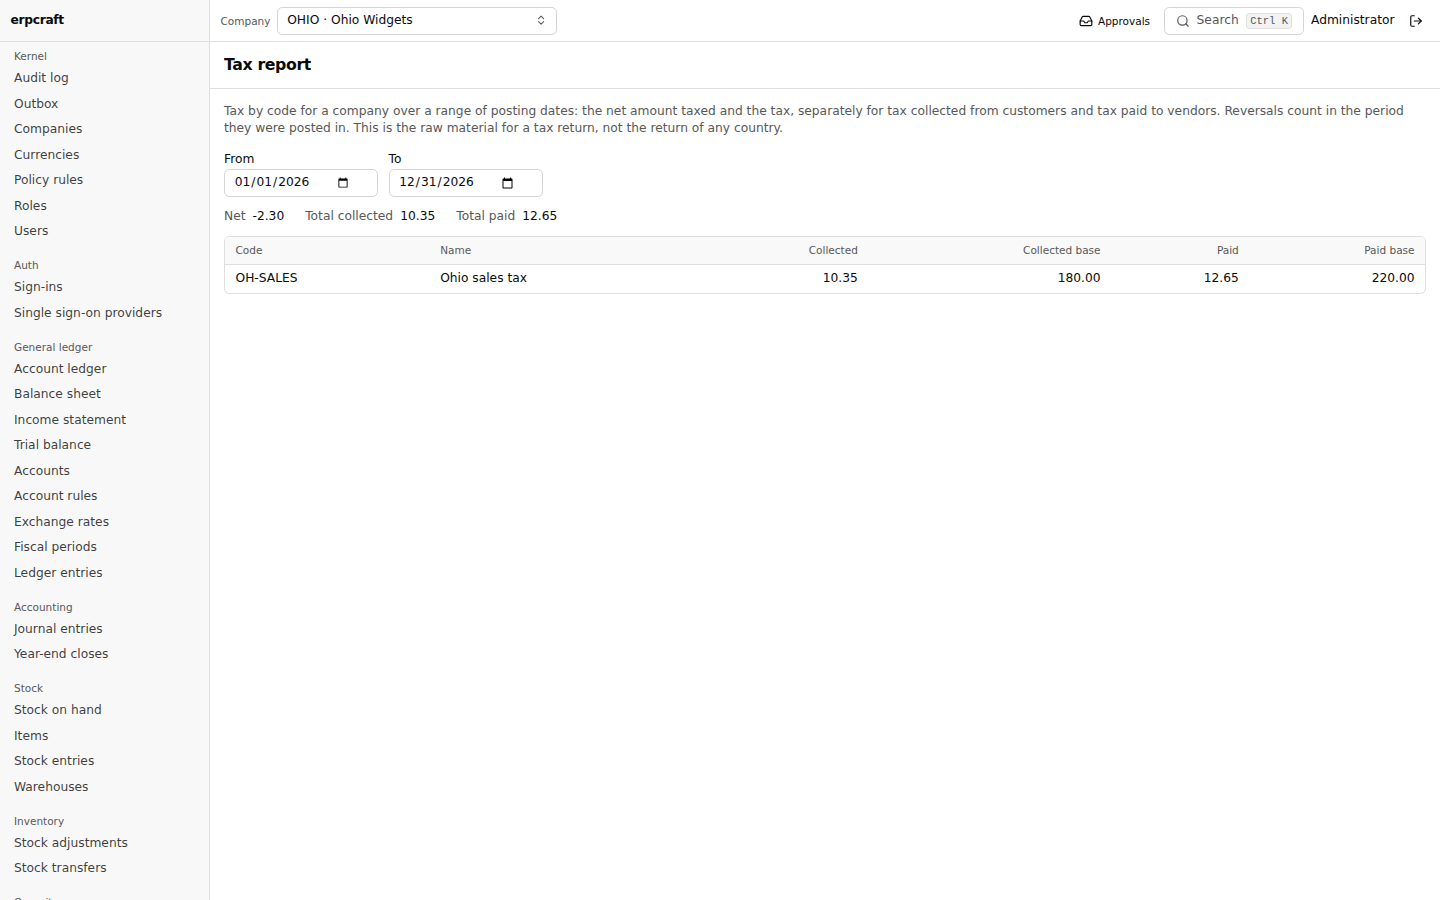 erpcraft
Company
OHIO · Ohio Widgets
Approvals
Search Ctrl K
Administrator
Kernel
Audit log
Outbox
Companies
Currencies
Policy rules
Roles
Users
Auth
Sign-ins
Single sign-on providers
General ledger
Account ledger
Balance sheet
Income statement
Trial balance
Accounts
Account rules
Exchange rates
Fiscal periods
Ledger entries
Accounting
Journal entries
Year-end closes
Stock
Stock on hand
Items
Stock entries
Warehouses
Inventory
Stock adjustments
Stock transfers
Tax report
Tax by code for a company over a range of posting dates: the net amount taxed and the tax, separately for tax collected from customers and tax paid to vendors. Reversals count in the period
they were posted in. This is the raw material for a tax return, not the return of any country.
From To
01/01/2026 12/31/2026
Net -2.30 Total collected 10.35 Total paid 12.65
Code Name Collected Collected base Paid Paid base
OH-SALES Ohio sales tax 10.35 180.00 12.65 220.00